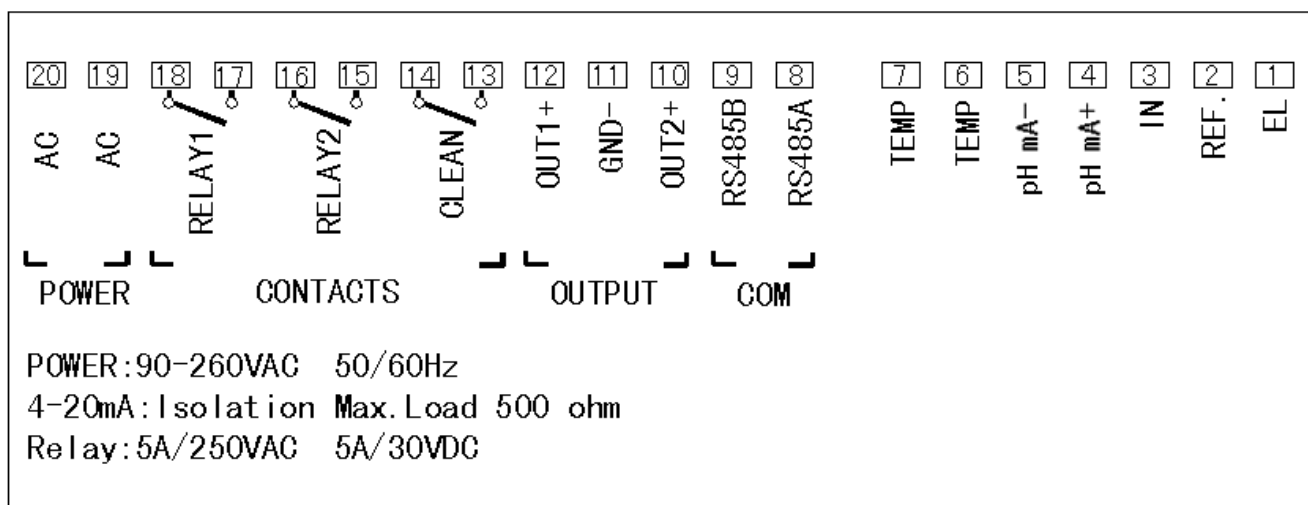 20 19 18 17 16 15 14 13 12 11 10 9 8 7 6 5 4 3 2 1
AC
AC
RELAY1
RELAY2
CLEAN
OUT1+
GND-
OUT2+
RS485B
RS485A
TEMP
TEMP
pH mA-
pH mA+
IN
REF.
EL
POWER CONTACTS OUTPUT COM
POWER:90-260VAC 50/60Hz
4-20mA:Isolation Max.Load 500 ohm
Relay:5A/250VAC 5A/30VDC